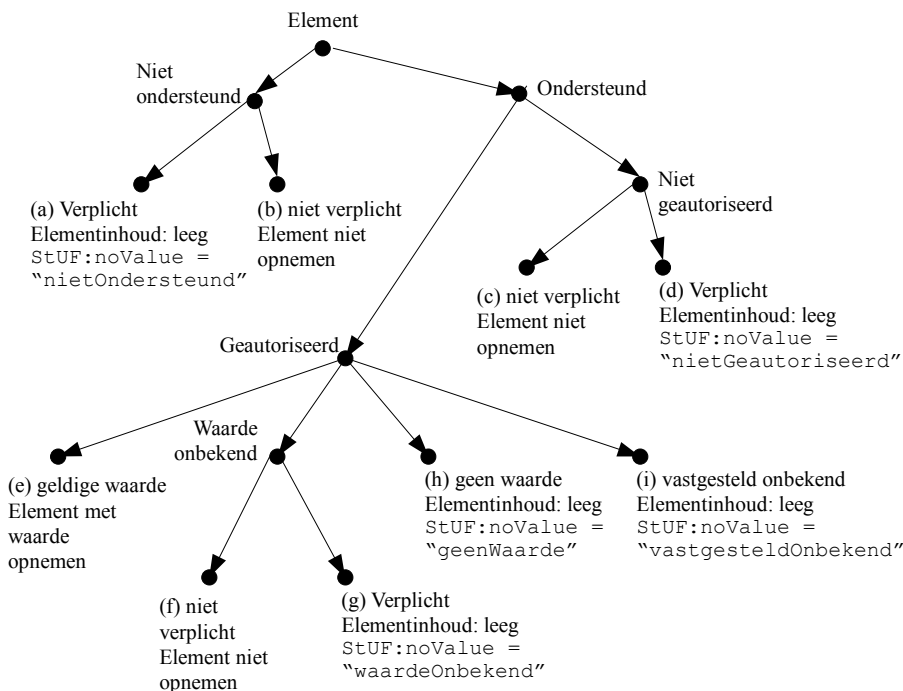 Element
Niet
ondersteund
Ondersteund
(a) Verplicht
Elementinhoud: leeg
StUF:noValue =
“nietOndersteund”
(b) niet verplicht
Element niet
opnemen
Niet
geautoriseerd
(c) niet verplicht
Element niet
opnemen
(d) Verplicht
Elementinhoud: leeg
StUF:noValue =
“nietGeautoriseerd”
Geautoriseerd
Waarde
onbekend
(e) geldige waarde
Element met
waarde
opnemen
(h) geen waarde
Elementinhoud: leeg
StUF:noValue =
“geenWaarde”
(i) vastgesteld onbekend
Elementinhoud: leeg
StUF:noValue =
“vastgesteldOnbekend”
(f) niet
verplicht
Element niet
opnemen
(g) Verplicht
Elementinhoud: leeg
StUF:noValue =
“waardeOnbekend”